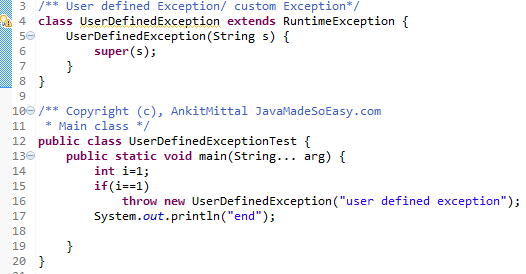 3 /** User defined Exception/ custom Exception*/
4 class UserDefinedException extends RuntimeException {
5     UserDefinedException(String s) {
6         super(s);
7     }
8 }
9
10 /** Copyright (c), AnkitMittal JavaMadeSoEasy.com
11  * Main class */
12 public class UserDefinedExceptionTest {
13     public static void main(String... arg) {
14         int i=1;
15         if(i==1)
16             throw new UserDefinedException("user defined exception");
17         System.out.println("end");
18
19     }
20 }
21